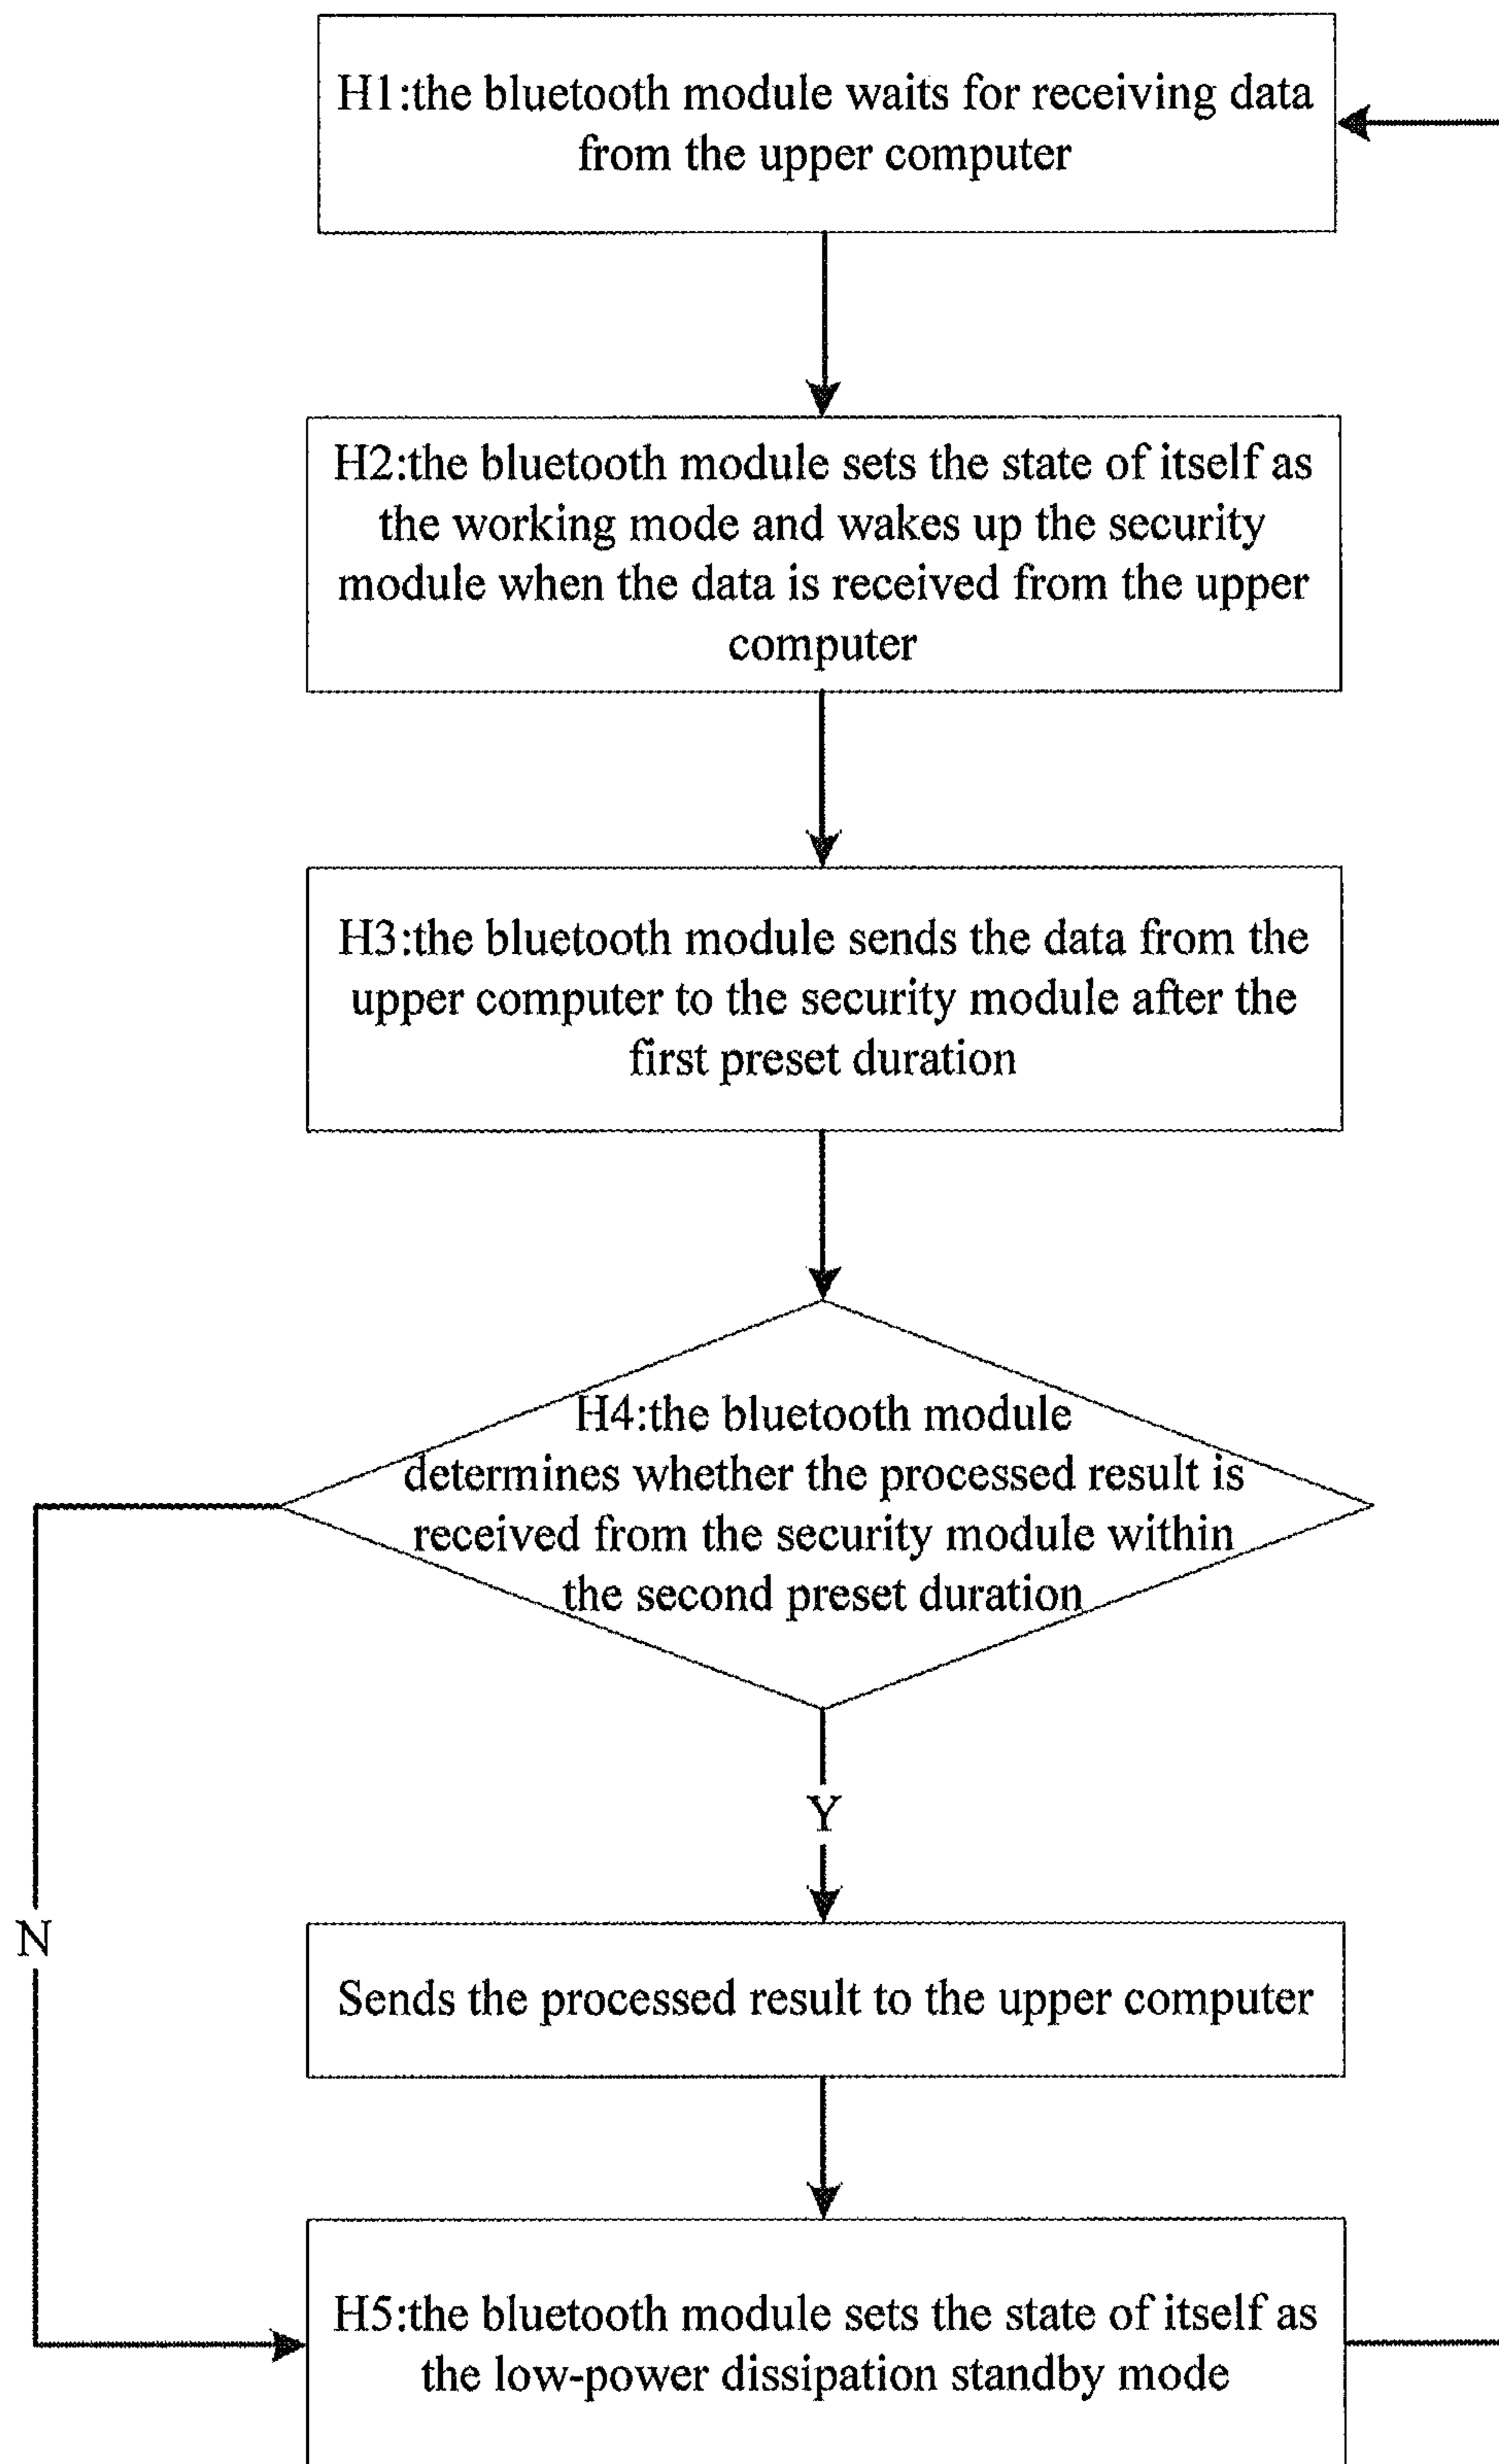 H1:the bluetooth module waits for receiving data
from the upper computer
H2:the bluetooth module sets the state of itself as
the working mode and wakes up the security
module when the data is received from the upper
computer
H3:the bluetooth module sends the data from the
upper computer to the security module after the
first preset duration
H4:the bluetooth module
determines whether the processed result is
received from the security module within
the second preset duration
Y
N
Sends the processed result to the upper computer
H5:the bluetooth module sets the state of itself as
the low-power dissipation standby mode